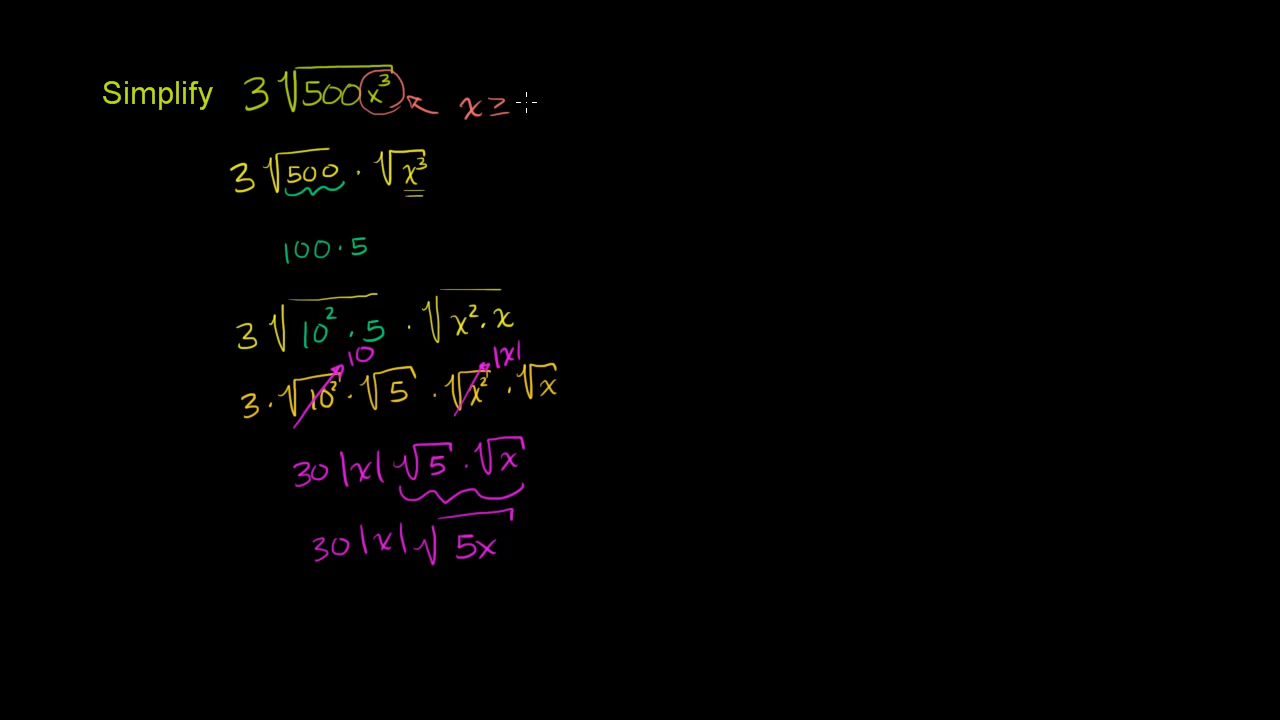 Simplify 3√500x³ x ≥
3√500 · √x³
100·5
3√10²·5 · √x²·x
10 |x|
3·√10²·√5 · √x² · √x
30|x|√5 · √x
30|x|√5x